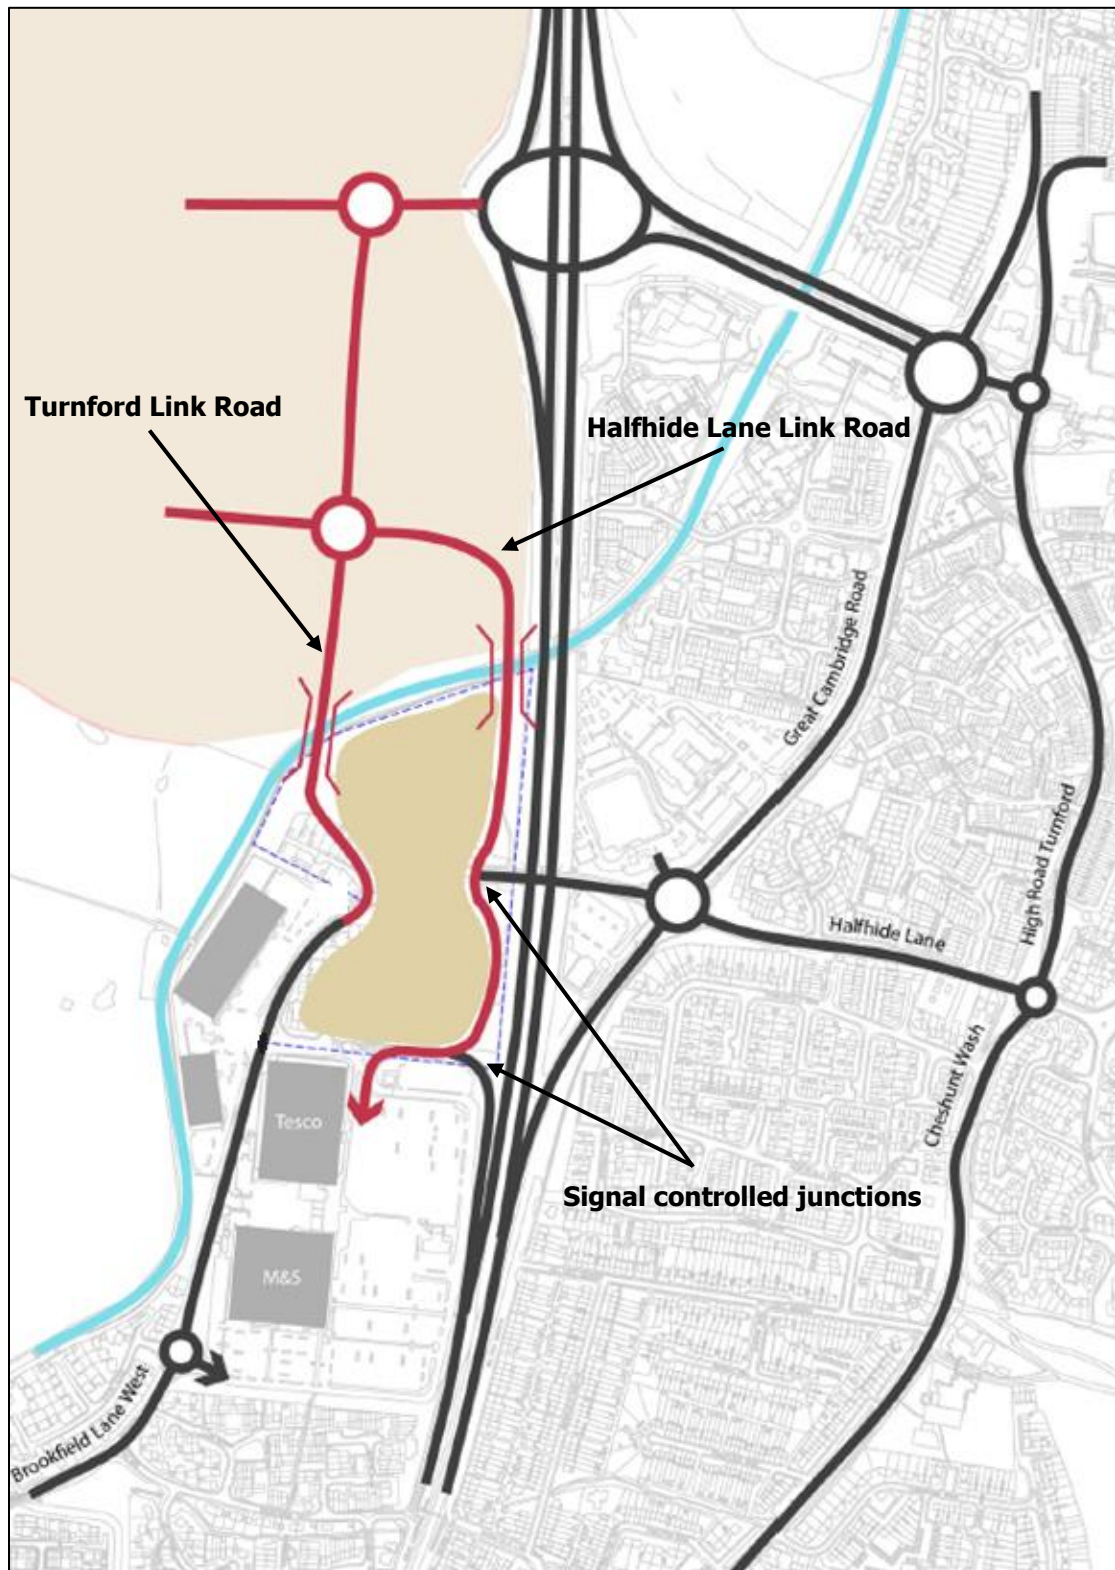 Turnford Link Road
Halfhide Lane Link Road
Great Cambridge Road
High Road Turnford
Halfhide Lane
Cheshunt Wash
Tesco
Signal controlled junctions
M&S
Brookfield Lane West